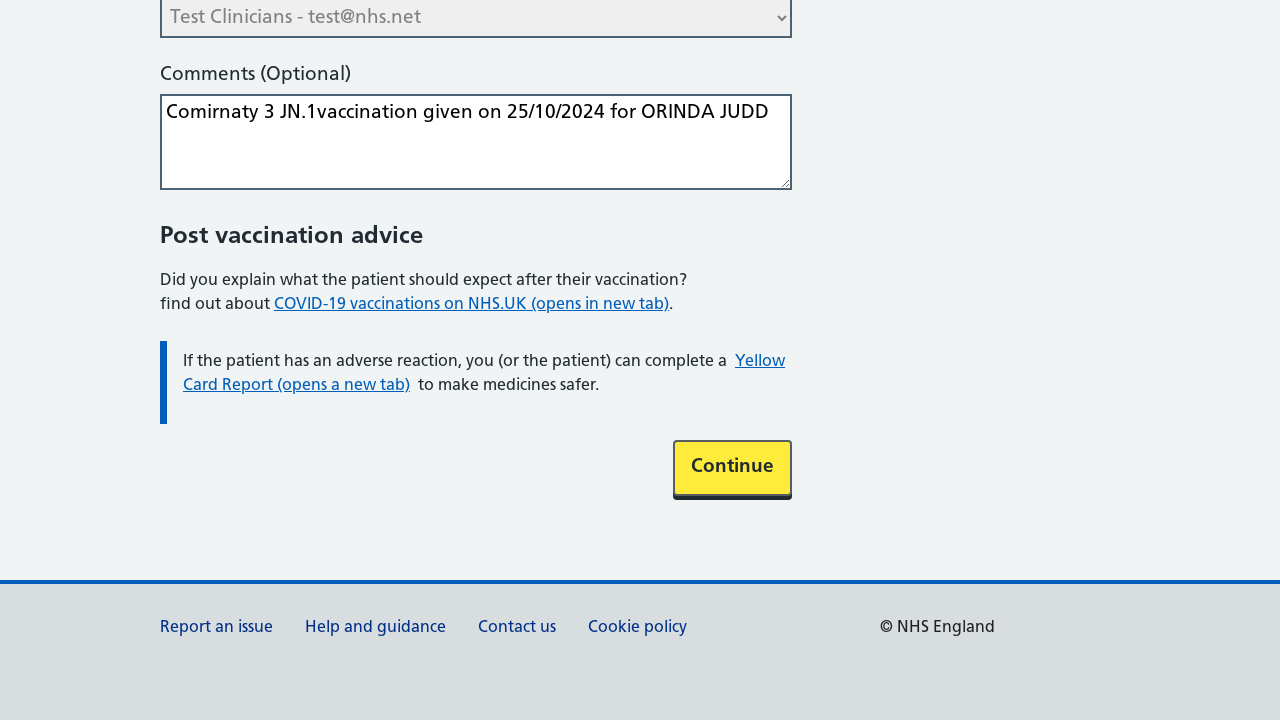 Test Clinicians - test@nhs.net
Comments (Optional)
Comirnaty 3 JN.1vaccination given on 25/10/2024 for ORINDA JUDD
Post vaccination advice
Did you explain what the patient should expect after their vaccination?
find out about COVID-19 vaccinations on NHS.UK (opens in new tab).
If the patient has an adverse reaction, you (or the patient) can complete a Yellow
Card Report (opens a new tab) to make medicines safer.
Continue
Report an issue Help and guidance Contact us Cookie policy © NHS England